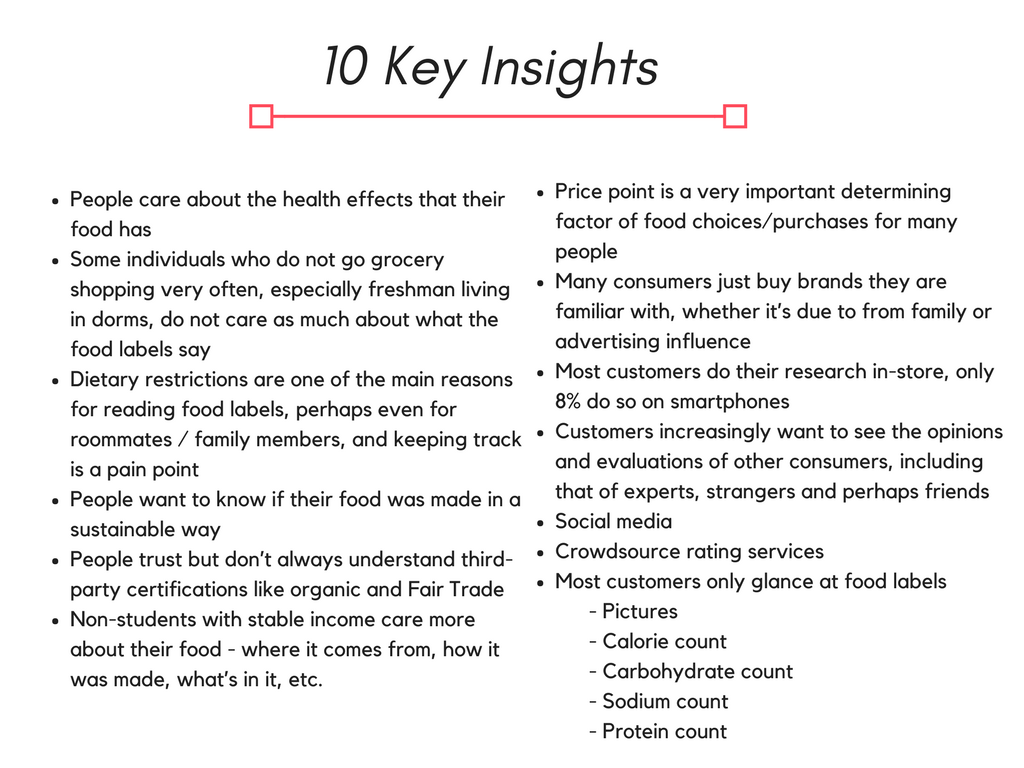 10 Key Insights
• People care about the health effects that their
food has
• Some individuals who do not go grocery
shopping very often, especially freshman living
in dorms, do not care as much about what the
food labels say
• Dietary restrictions are one of the main reasons
for reading food labels, perhaps even for
roommates / family members, and keeping track
is a pain point
• People want to know if their food was made in a
sustainable way
• People trust but don't always understand third-
party certifications like organic and Fair Trade
• Non-students with stable income care more
about their food - where it comes from, how it
was made, what's in it, etc.
• Price point is a very important determining
factor of food choices/purchases for many
people
• Many consumers just buy brands they are
familiar with, whether it's due to from family or
advertising influence
• Most customers do their research in-store, only
8% do so on smartphones
• Customers increasingly want to see the opinions
and evaluations of other consumers, including
that of experts, strangers and perhaps friends
• Social media
• Crowdsource rating services
• Most customers only glance at food labels
- Pictures
- Calorie count
- Carbohydrate count
- Sodium count
- Protein count